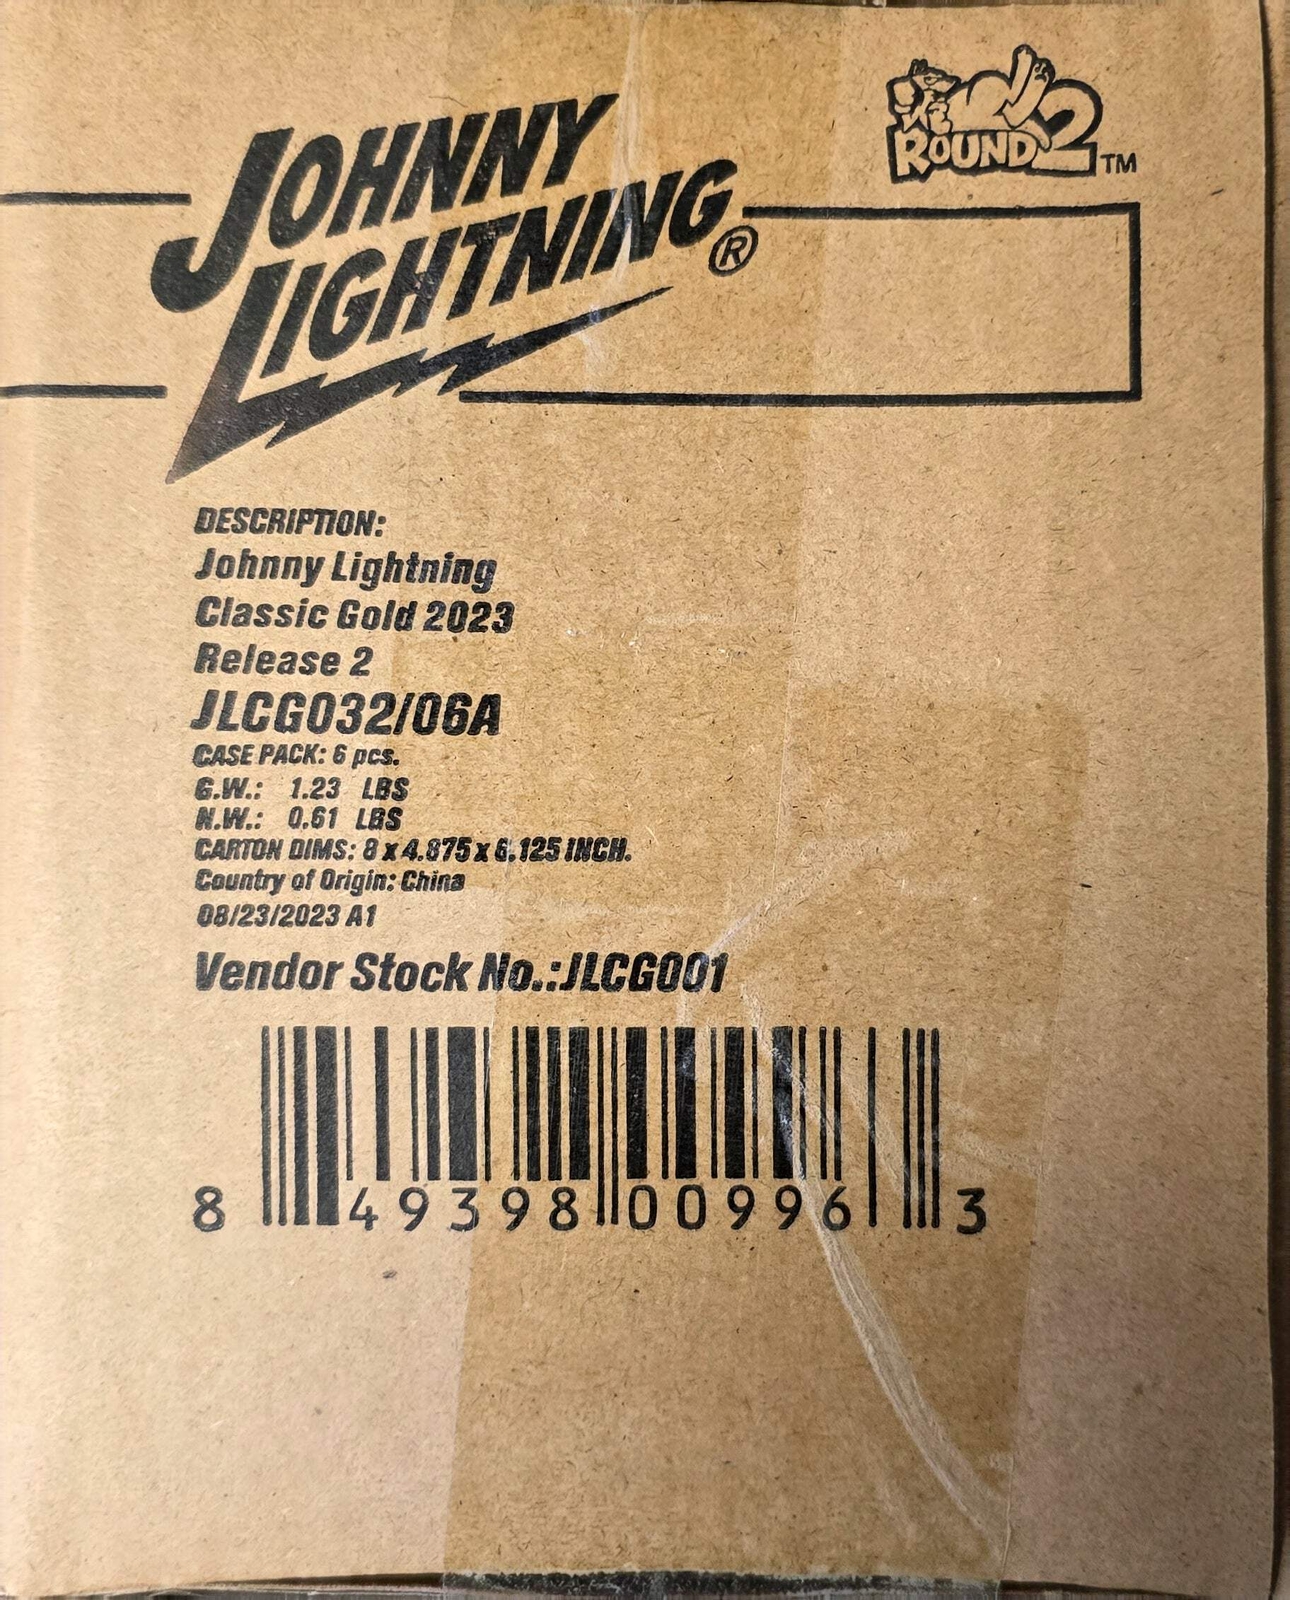 JOHNNY
LIGHTNING®
ROUND 2™
DESCRIPTION:
Johnny Lightning
Classic Gold 2023
Release 2
JLCG032/06A
CASE PACK: 6 pcs.
G.W.: 1.23 LBS
N.W.: 0.61 LBS
CARTON DIMS: 8 x 4.875 x 6.125 INCH.
Country of Origin: China
08/23/2023 A1
Vendor Stock No.:JLCG001
8 49398 00996 3